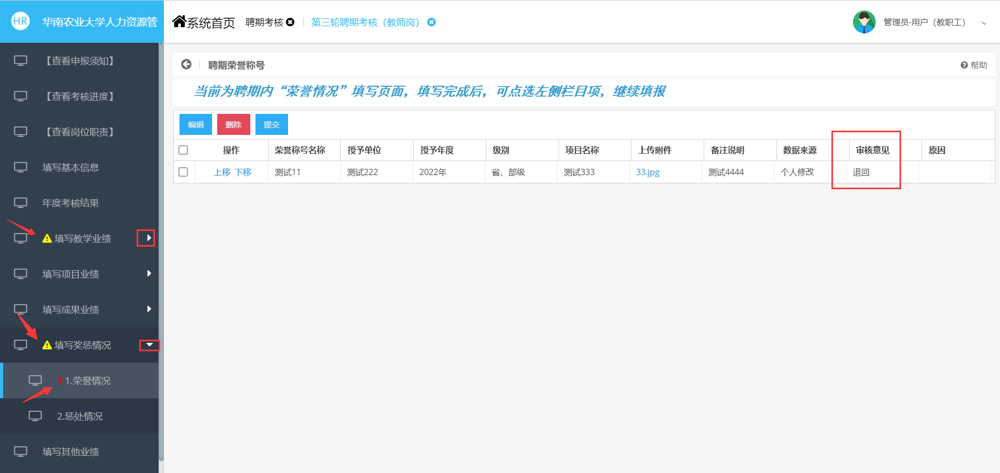 HR 华南农业大学人力资源管
系统首页 聘期考核 第三轮聘期考核（教师岗）
管理员-用户（教职工）
【查看申报须知】
【查看考核进度】
【查看岗位职责】
填写基本信息
年度考核结果
填写教学业绩
填写项目业绩
填写成果业绩
填写奖惩情况
! 1.荣誉情况
2.惩处情况
填写其他业绩
聘期荣誉称号
帮助
当前为聘期内“荣誉情况”填写页面，填写完成后，可点选左侧栏目项，继续填报
编辑 删除 提交
操作 荣誉称号名称 授予单位 授予年度 级别 项目名称 上传附件 备注说明 数据来源 审核意见 原因
上移 下移 测试11 测试222 2022年 省、部级 测试333 33.jpg 测试4444 个人修改 退回